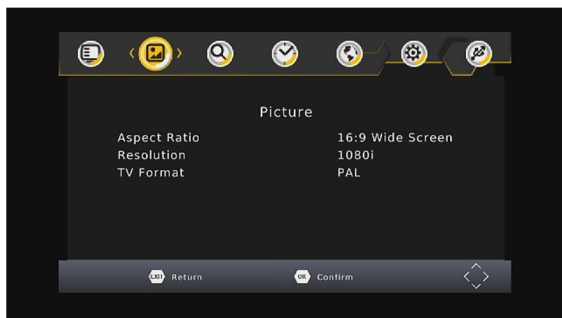 Picture
Aspect Ratio 16:9 Wide Screen
Resolution 1080i
TV Format PAL
EXIT Return OK Confirm